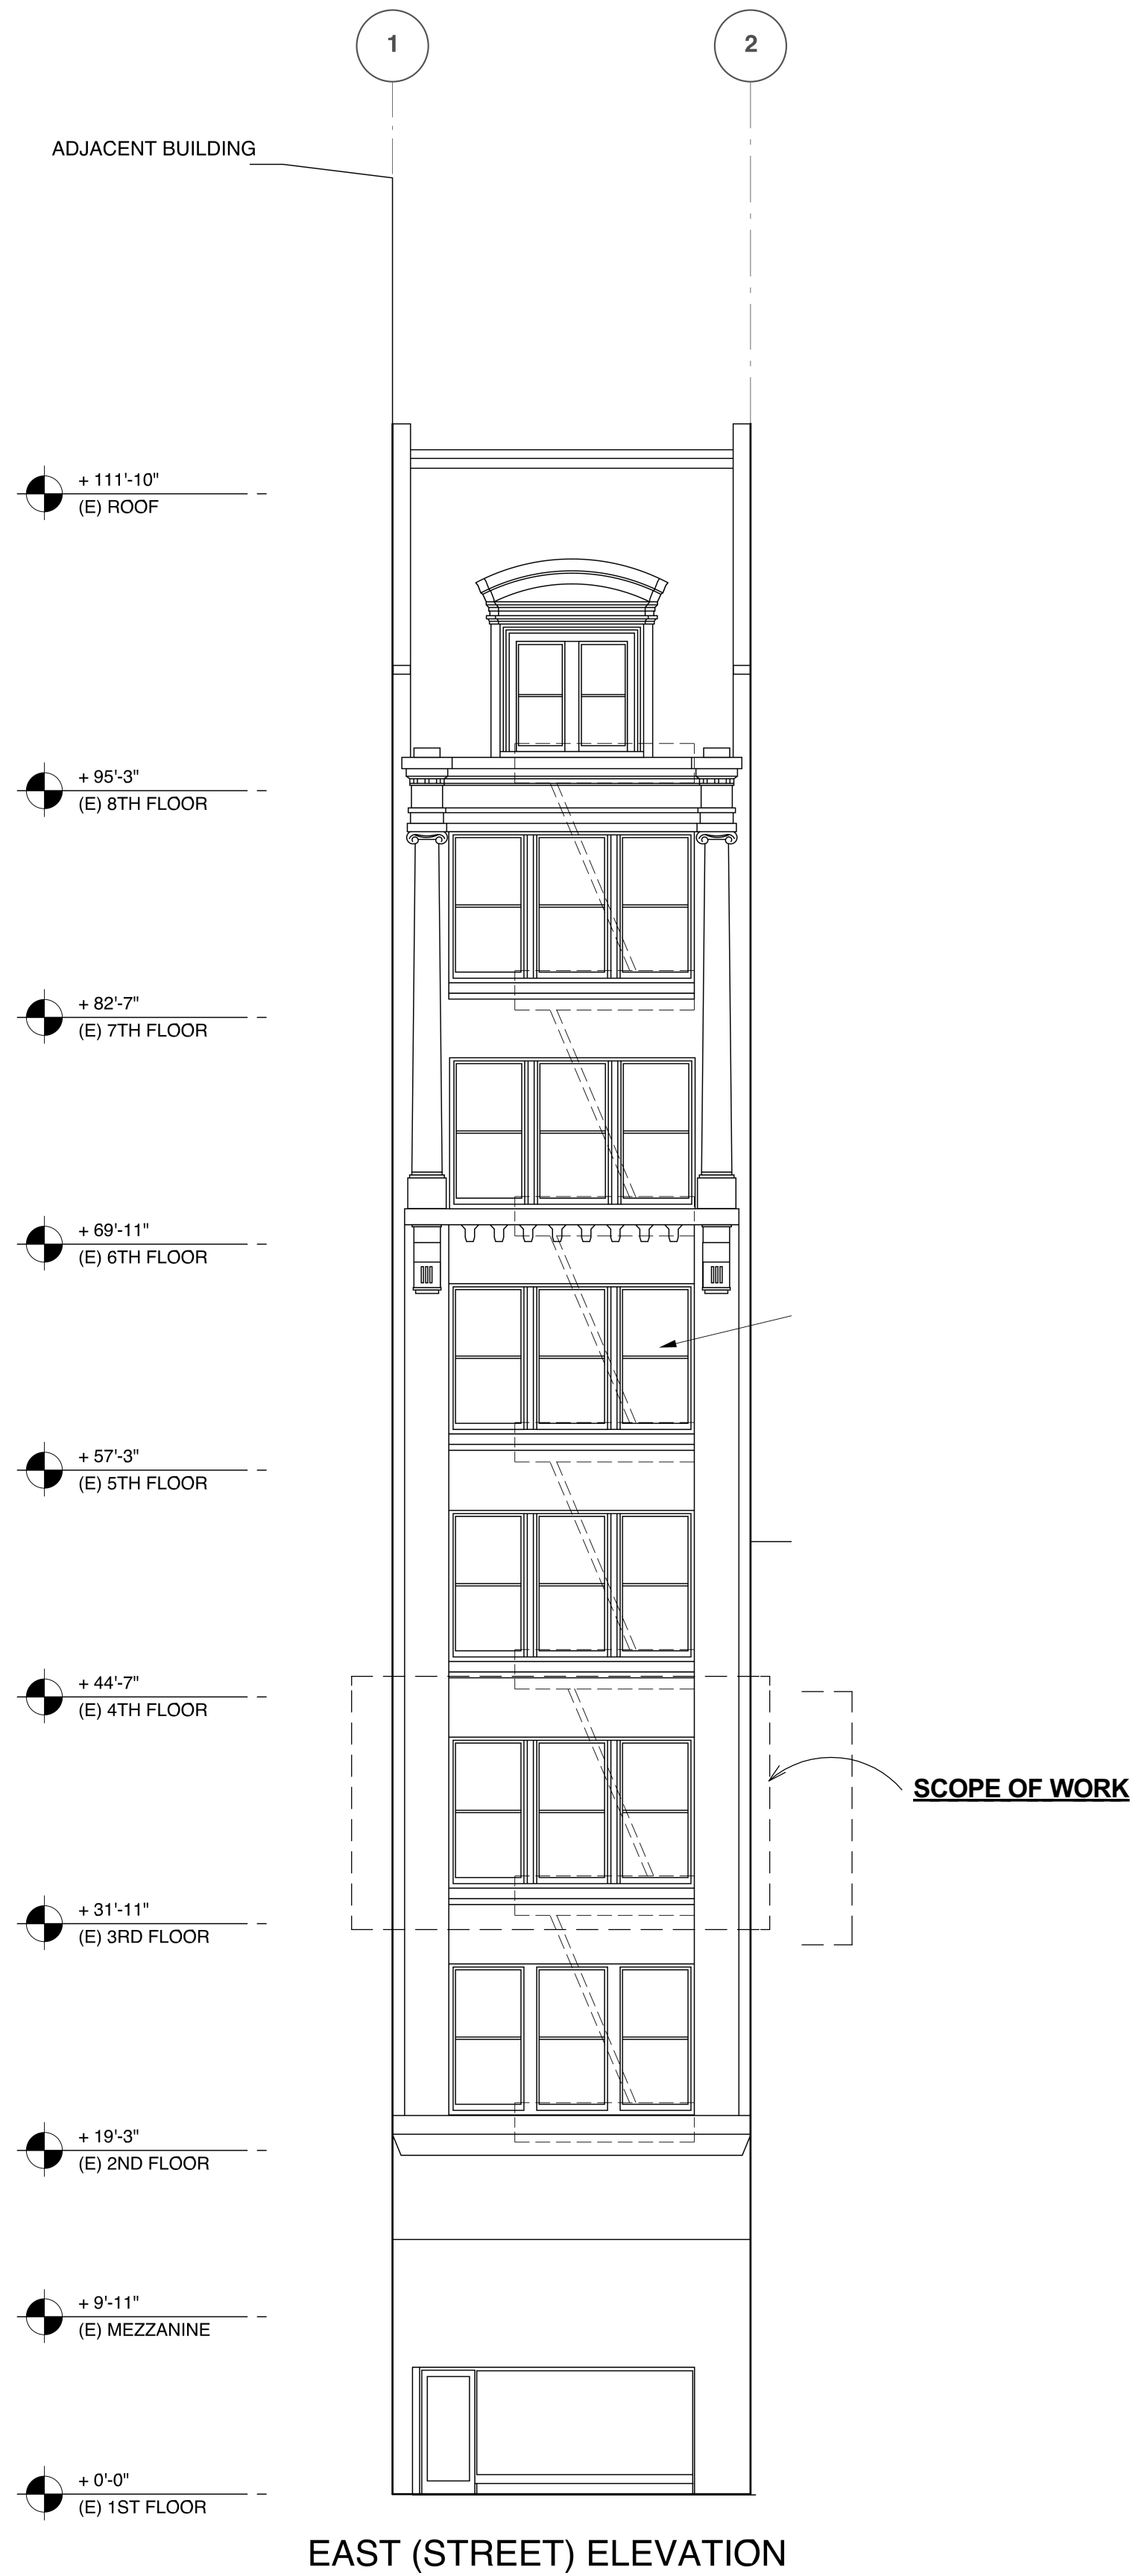 1
2
ADJACENT BUILDING
+ 111'-10"
(E) ROOF
+ 95'-3"
(E) 8TH FLOOR
+ 82'-7"
(E) 7TH FLOOR
+ 69'-11"
(E) 6TH FLOOR
+ 57'-3"
(E) 5TH FLOOR
+ 44'-7"
(E) 4TH FLOOR
SCOPE OF WORK
+ 31'-11"
(E) 3RD FLOOR
+ 19'-3"
(E) 2ND FLOOR
+ 9'-11"
(E) MEZZANINE
+ 0'-0"
(E) 1ST FLOOR
EAST (STREET) ELEVATION